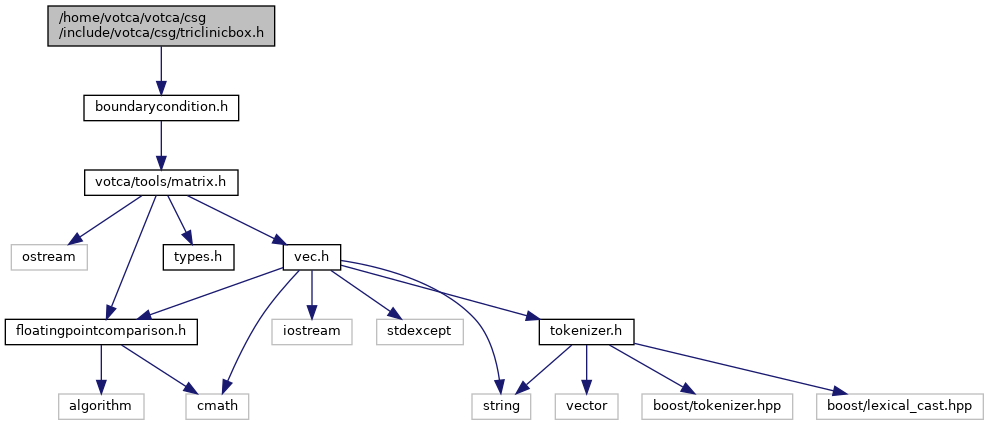 /home/votca/votca/csg
/include/votca/csg/triclinicbox.h
boundarycondition.h
votca/tools/matrix.h
ostream
types.h
vec.h
floatingpointcomparison.h
iostream
stdexcept
tokenizer.h
algorithm
cmath
string
vector
boost/tokenizer.hpp
boost/lexical_cast.hpp